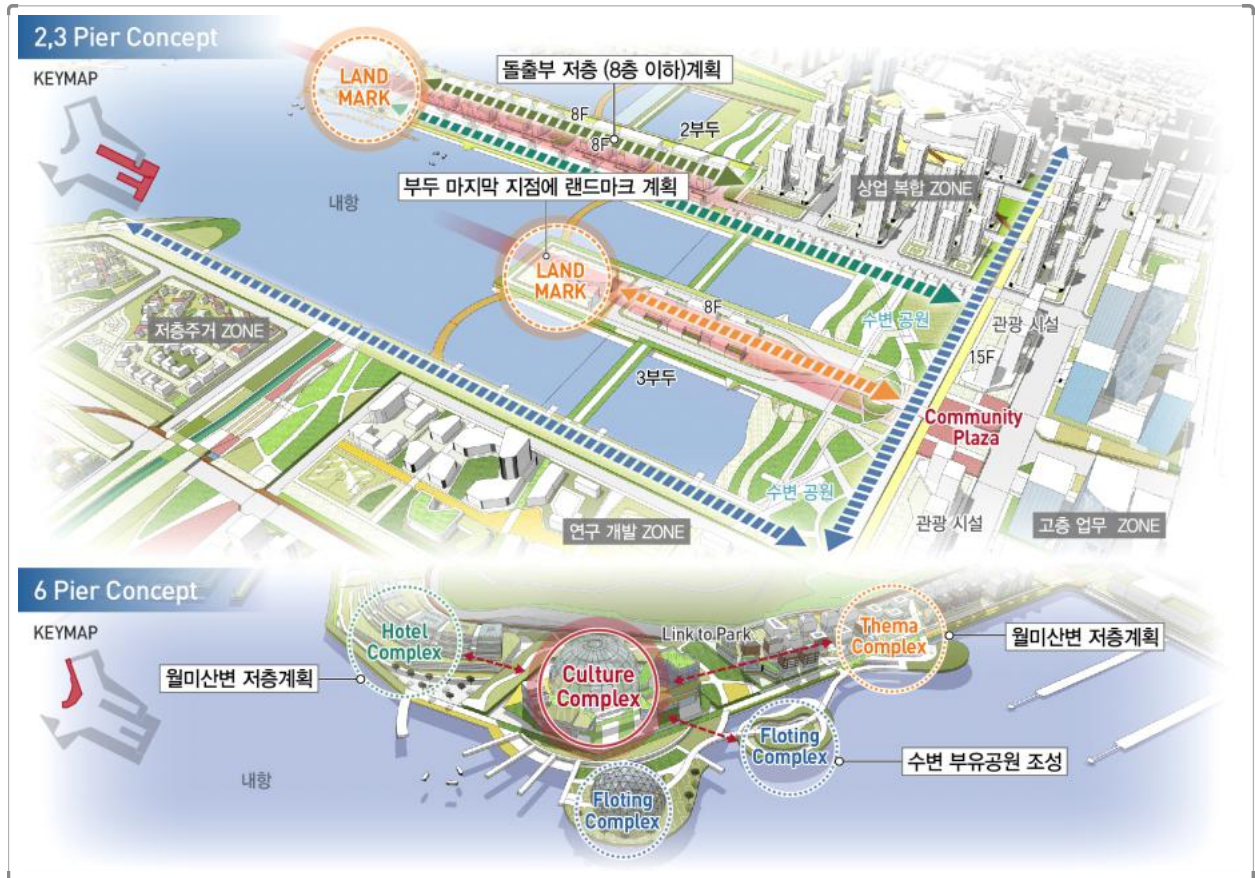 2,3 Pier Concept
KEYMAP
LAND
MARK
돌출부 저층 (8층 이하)계획
8F
8F
2부두
부두 마지막 지점에 랜드마크 계획
상업 복합 ZONE
내항
LAND
MARK
8F
저층주거 ZONE
수변 공원
관광 시설
15F
3부두
Community
Plaza
수변 공원
연구 개발 ZONE
관광 시설
고층 업무 ZONE
6 Pier Concept
KEYMAP
Hotel
Complex
Link to Park
Thema
Complex
월미산변 저층계획
월미산변 저층계획
Culture
Complex
Floting
Complex
수변 부유공원 조성
내항
Floting
Complex